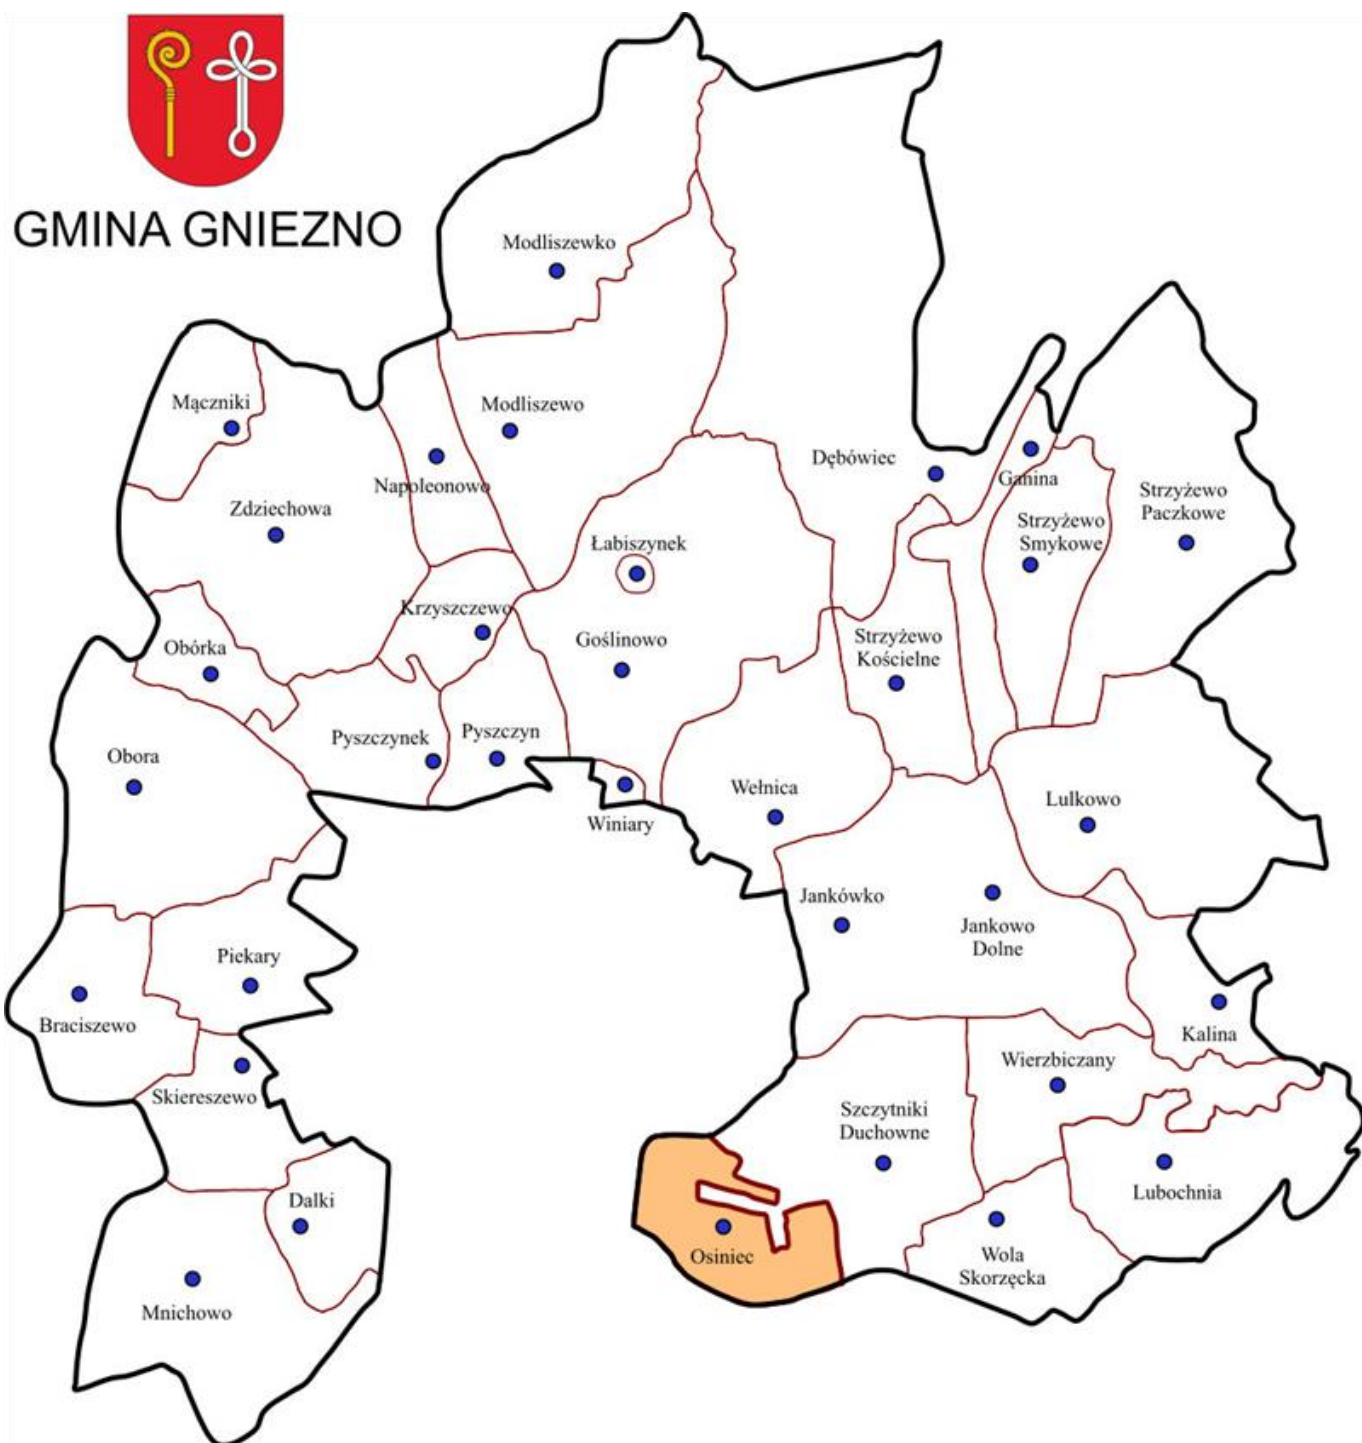 GMINA GNIEZNO
Modliszewko
Mączniki
Modliszewo
Dębówiec
Napoleonowo
Ganina
Strzyżewo
Paczkowe
Zdziechowa
Strzyżewo
Smykowe
Łabiszynek
Krzyszczewo
Obórka
Goślinowo
Strzyżewo
Kościelne
Pyszczynek
Pyszczyn
Obora
Wełnica
Lulkowo
Winiary
Jankówko
Jankowo
Dolne
Piekary
Braciszewo
Kalina
Wierzbiczany
Skiereszewo
Szczytniki
Duchowne
Lubochnia
Dalki
Osiniec
Wola
Skorzęcka
Mnichowo